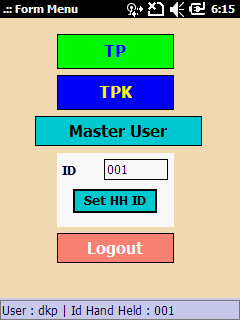 .:: Form Menu 6:15
TP
TPK
Master User
ID 001
Set HH ID
Logout
User : dkp | Id Hand Held : 001